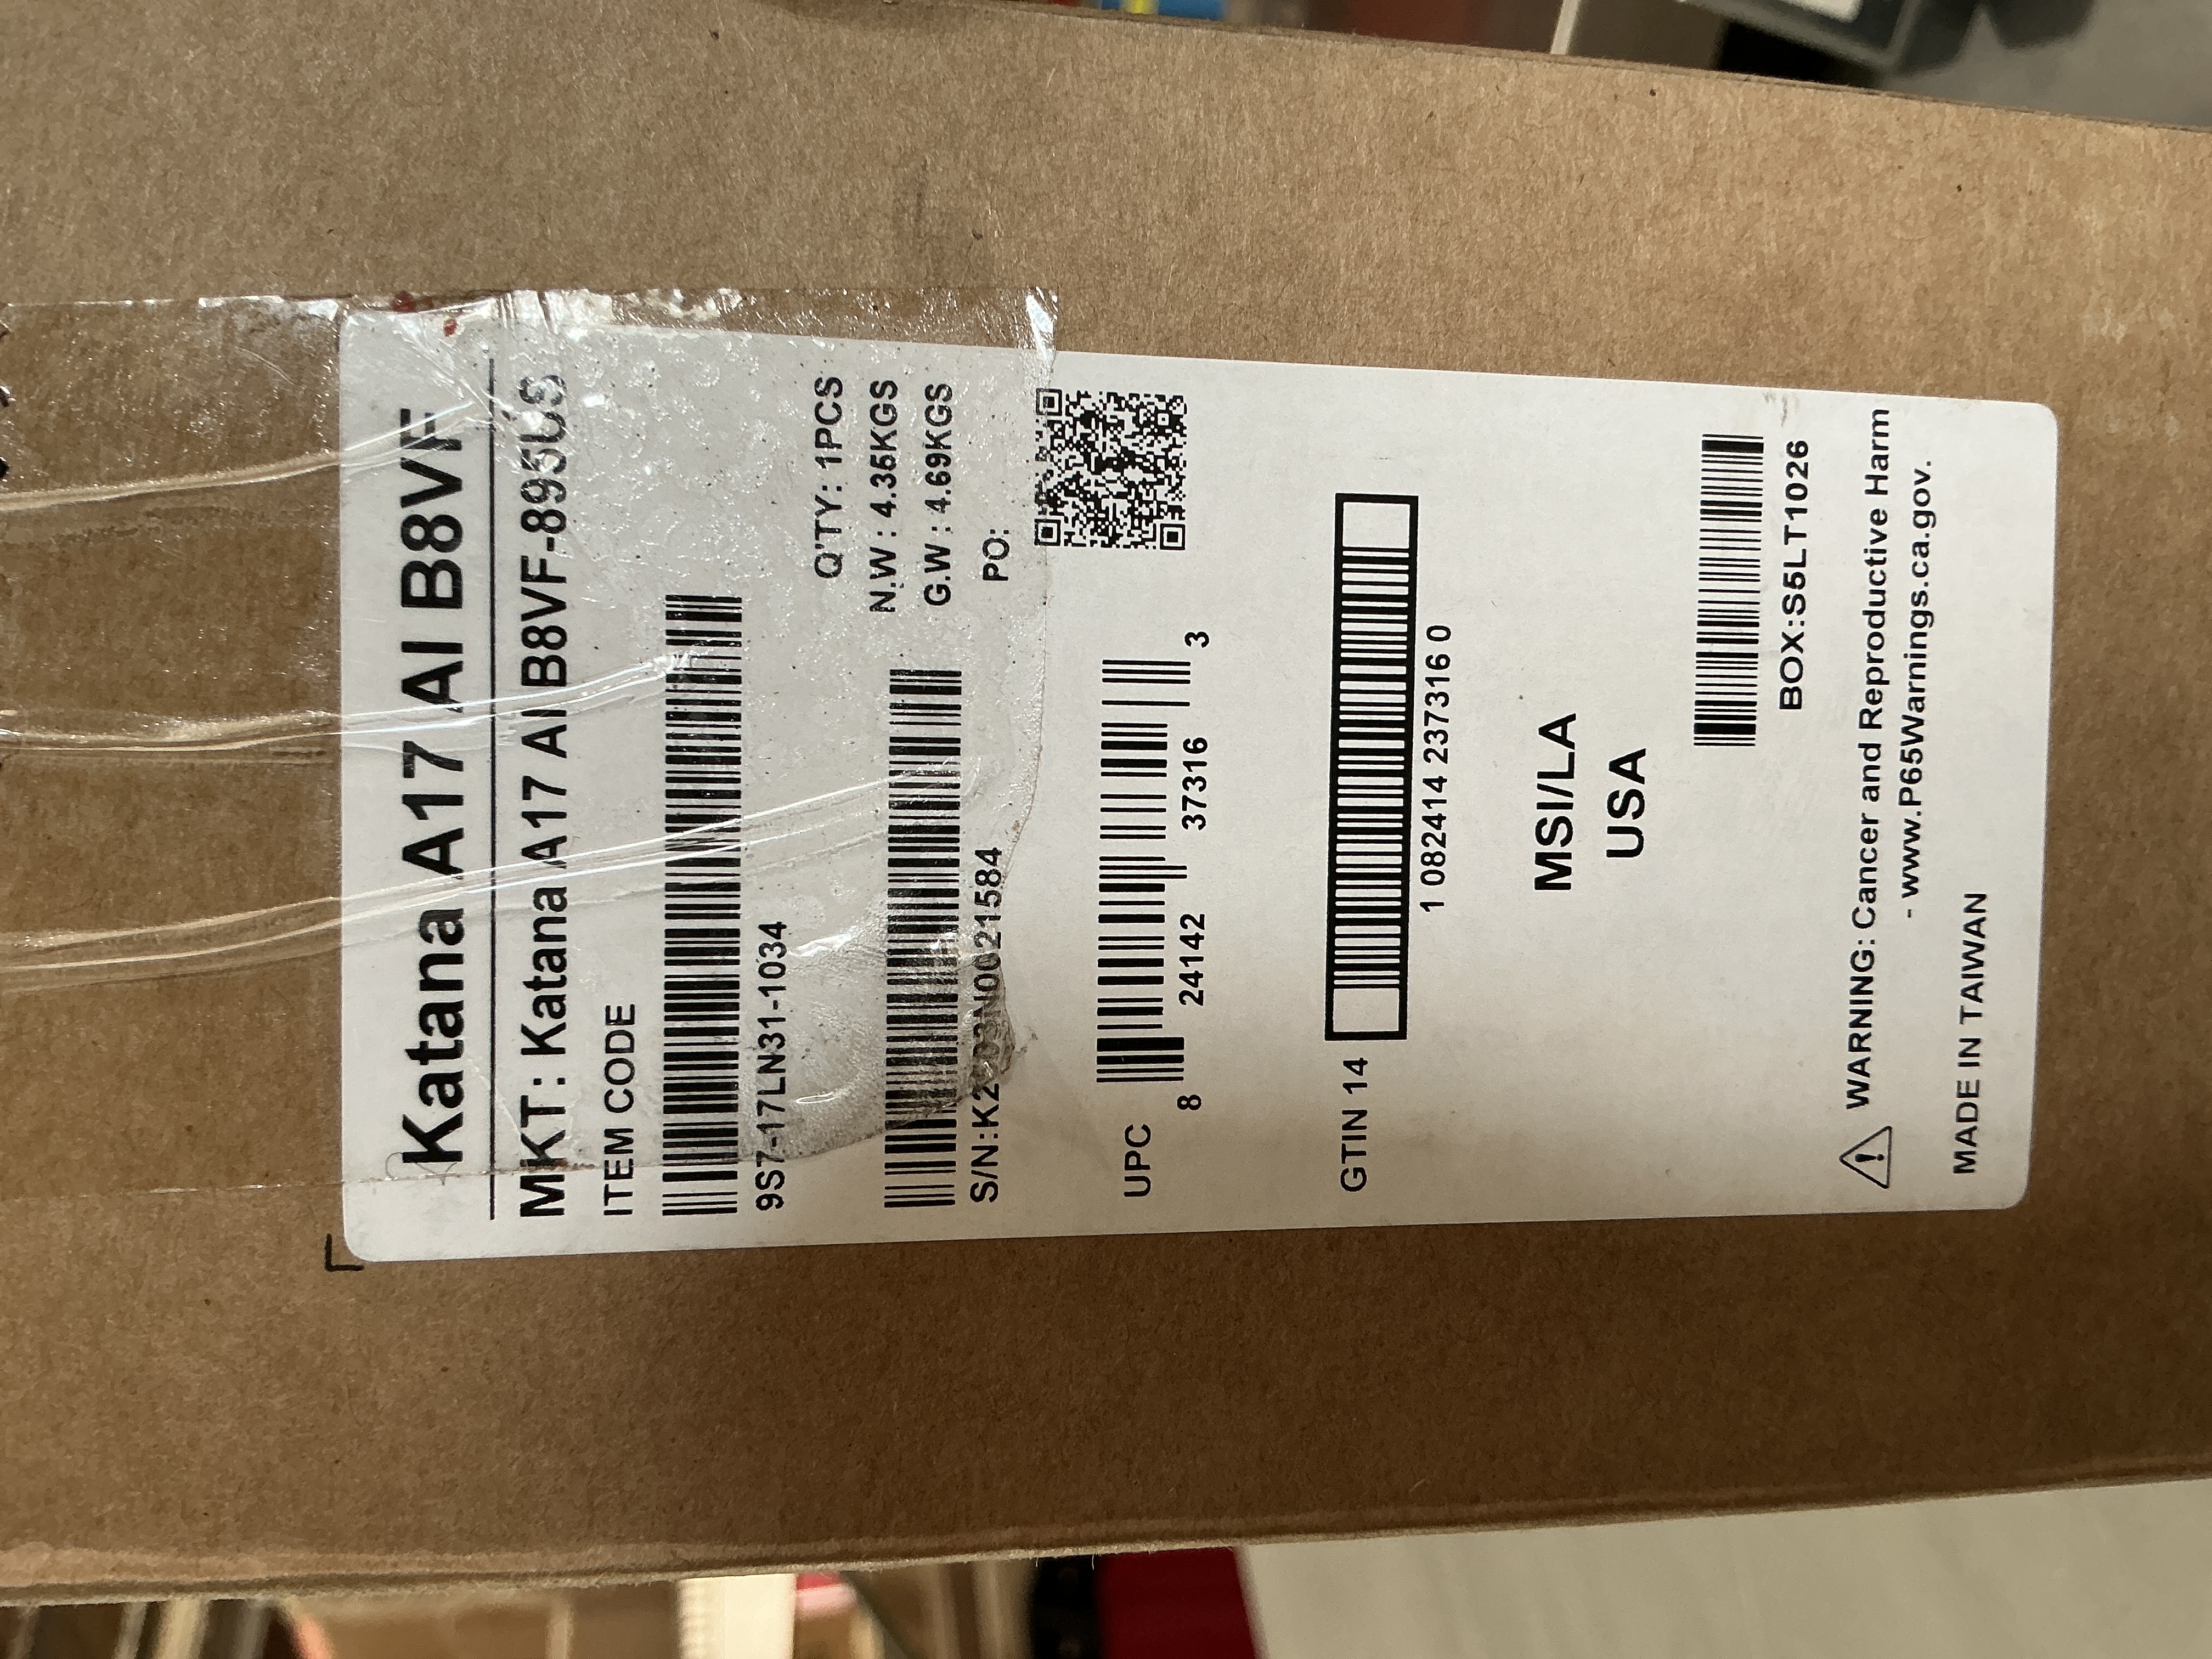 Katana A17 AI B8VF
MKT: Katana A17 AI B8VF-895US
ITEM CODE
9S7-17LN31-1034
Q'TY: 1PCS
N.W: 4.35KGS
G.W: 4.69KGS
PO:
UPC
8 24142 37316 3
GTIN 14
1 082414 237316 0
MSI/LA
USA
BOX:S5LT1026
WARNING: Cancer and Reproductive Harm
- www.P65Warnings.ca.gov.
MADE IN TAIWAN